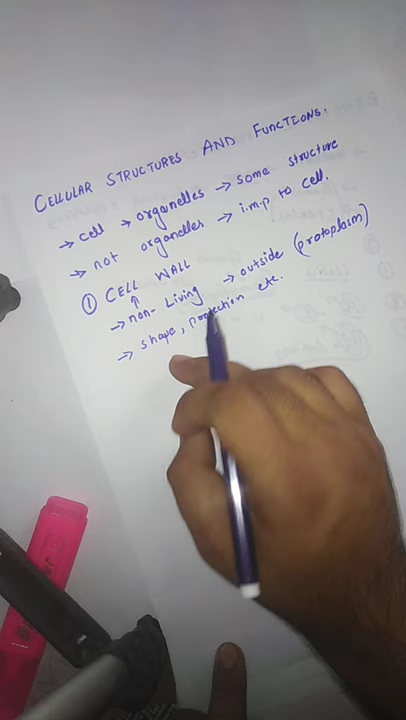 CELLULAR STRUCTURES AND FUNCTIONS.
→ cell → organelles → some structure
→ not organelles → i.m.p to cell.
① CELL WALL
→ non-Living → outside (protoplasm)
→ shape, protection etc.